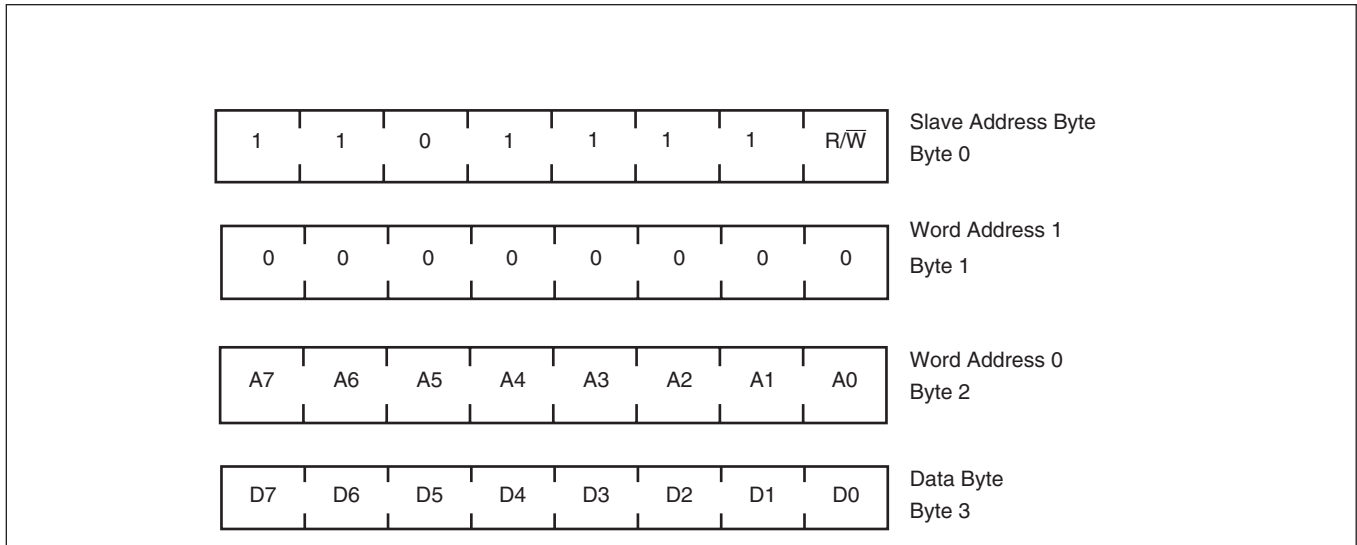 1 1 0 1 1 1 1 R/W̅
Slave Address Byte
Byte 0
0 0 0 0 0 0 0 0
Word Address 1
Byte 1
A7 A6 A5 A4 A3 A2 A1 A0
Word Address 0
Byte 2
D7 D6 D5 D4 D3 D2 D1 D0
Data Byte
Byte 3